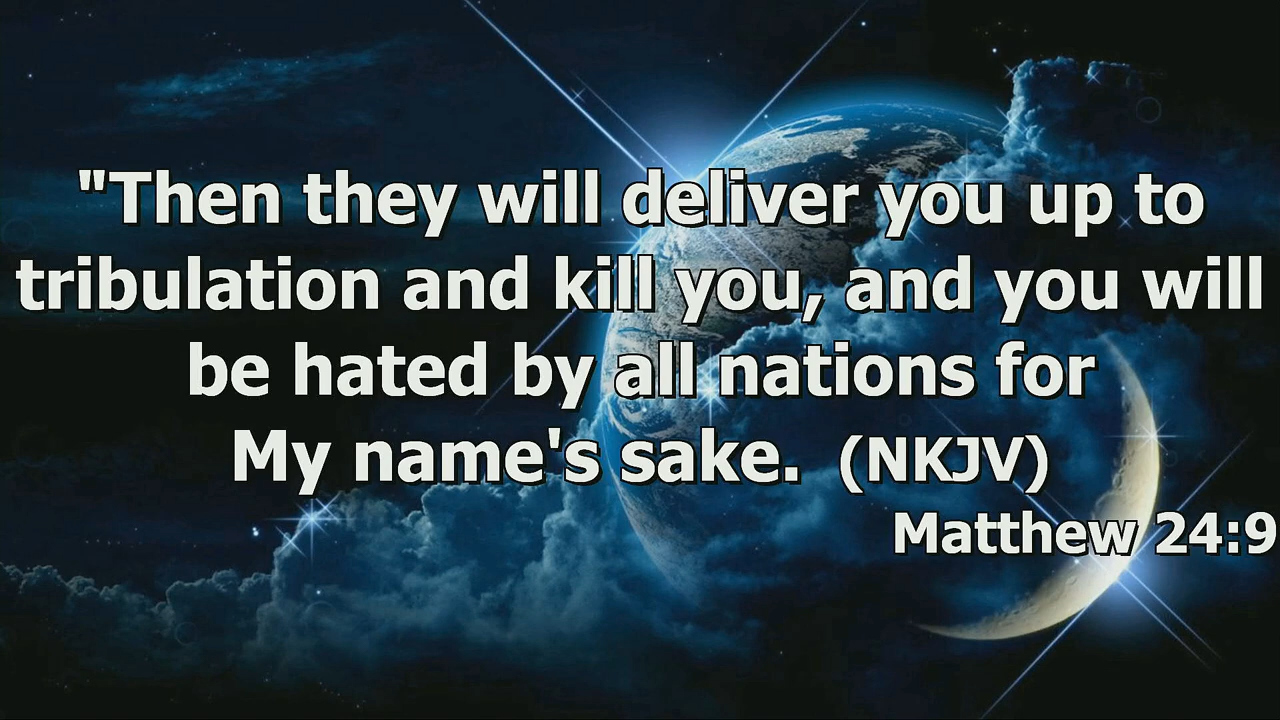 "Then they will deliver you up to
tribulation and kill you, and you will
be hated by all nations for
My name's sake. (NKJV)
Matthew 24:9